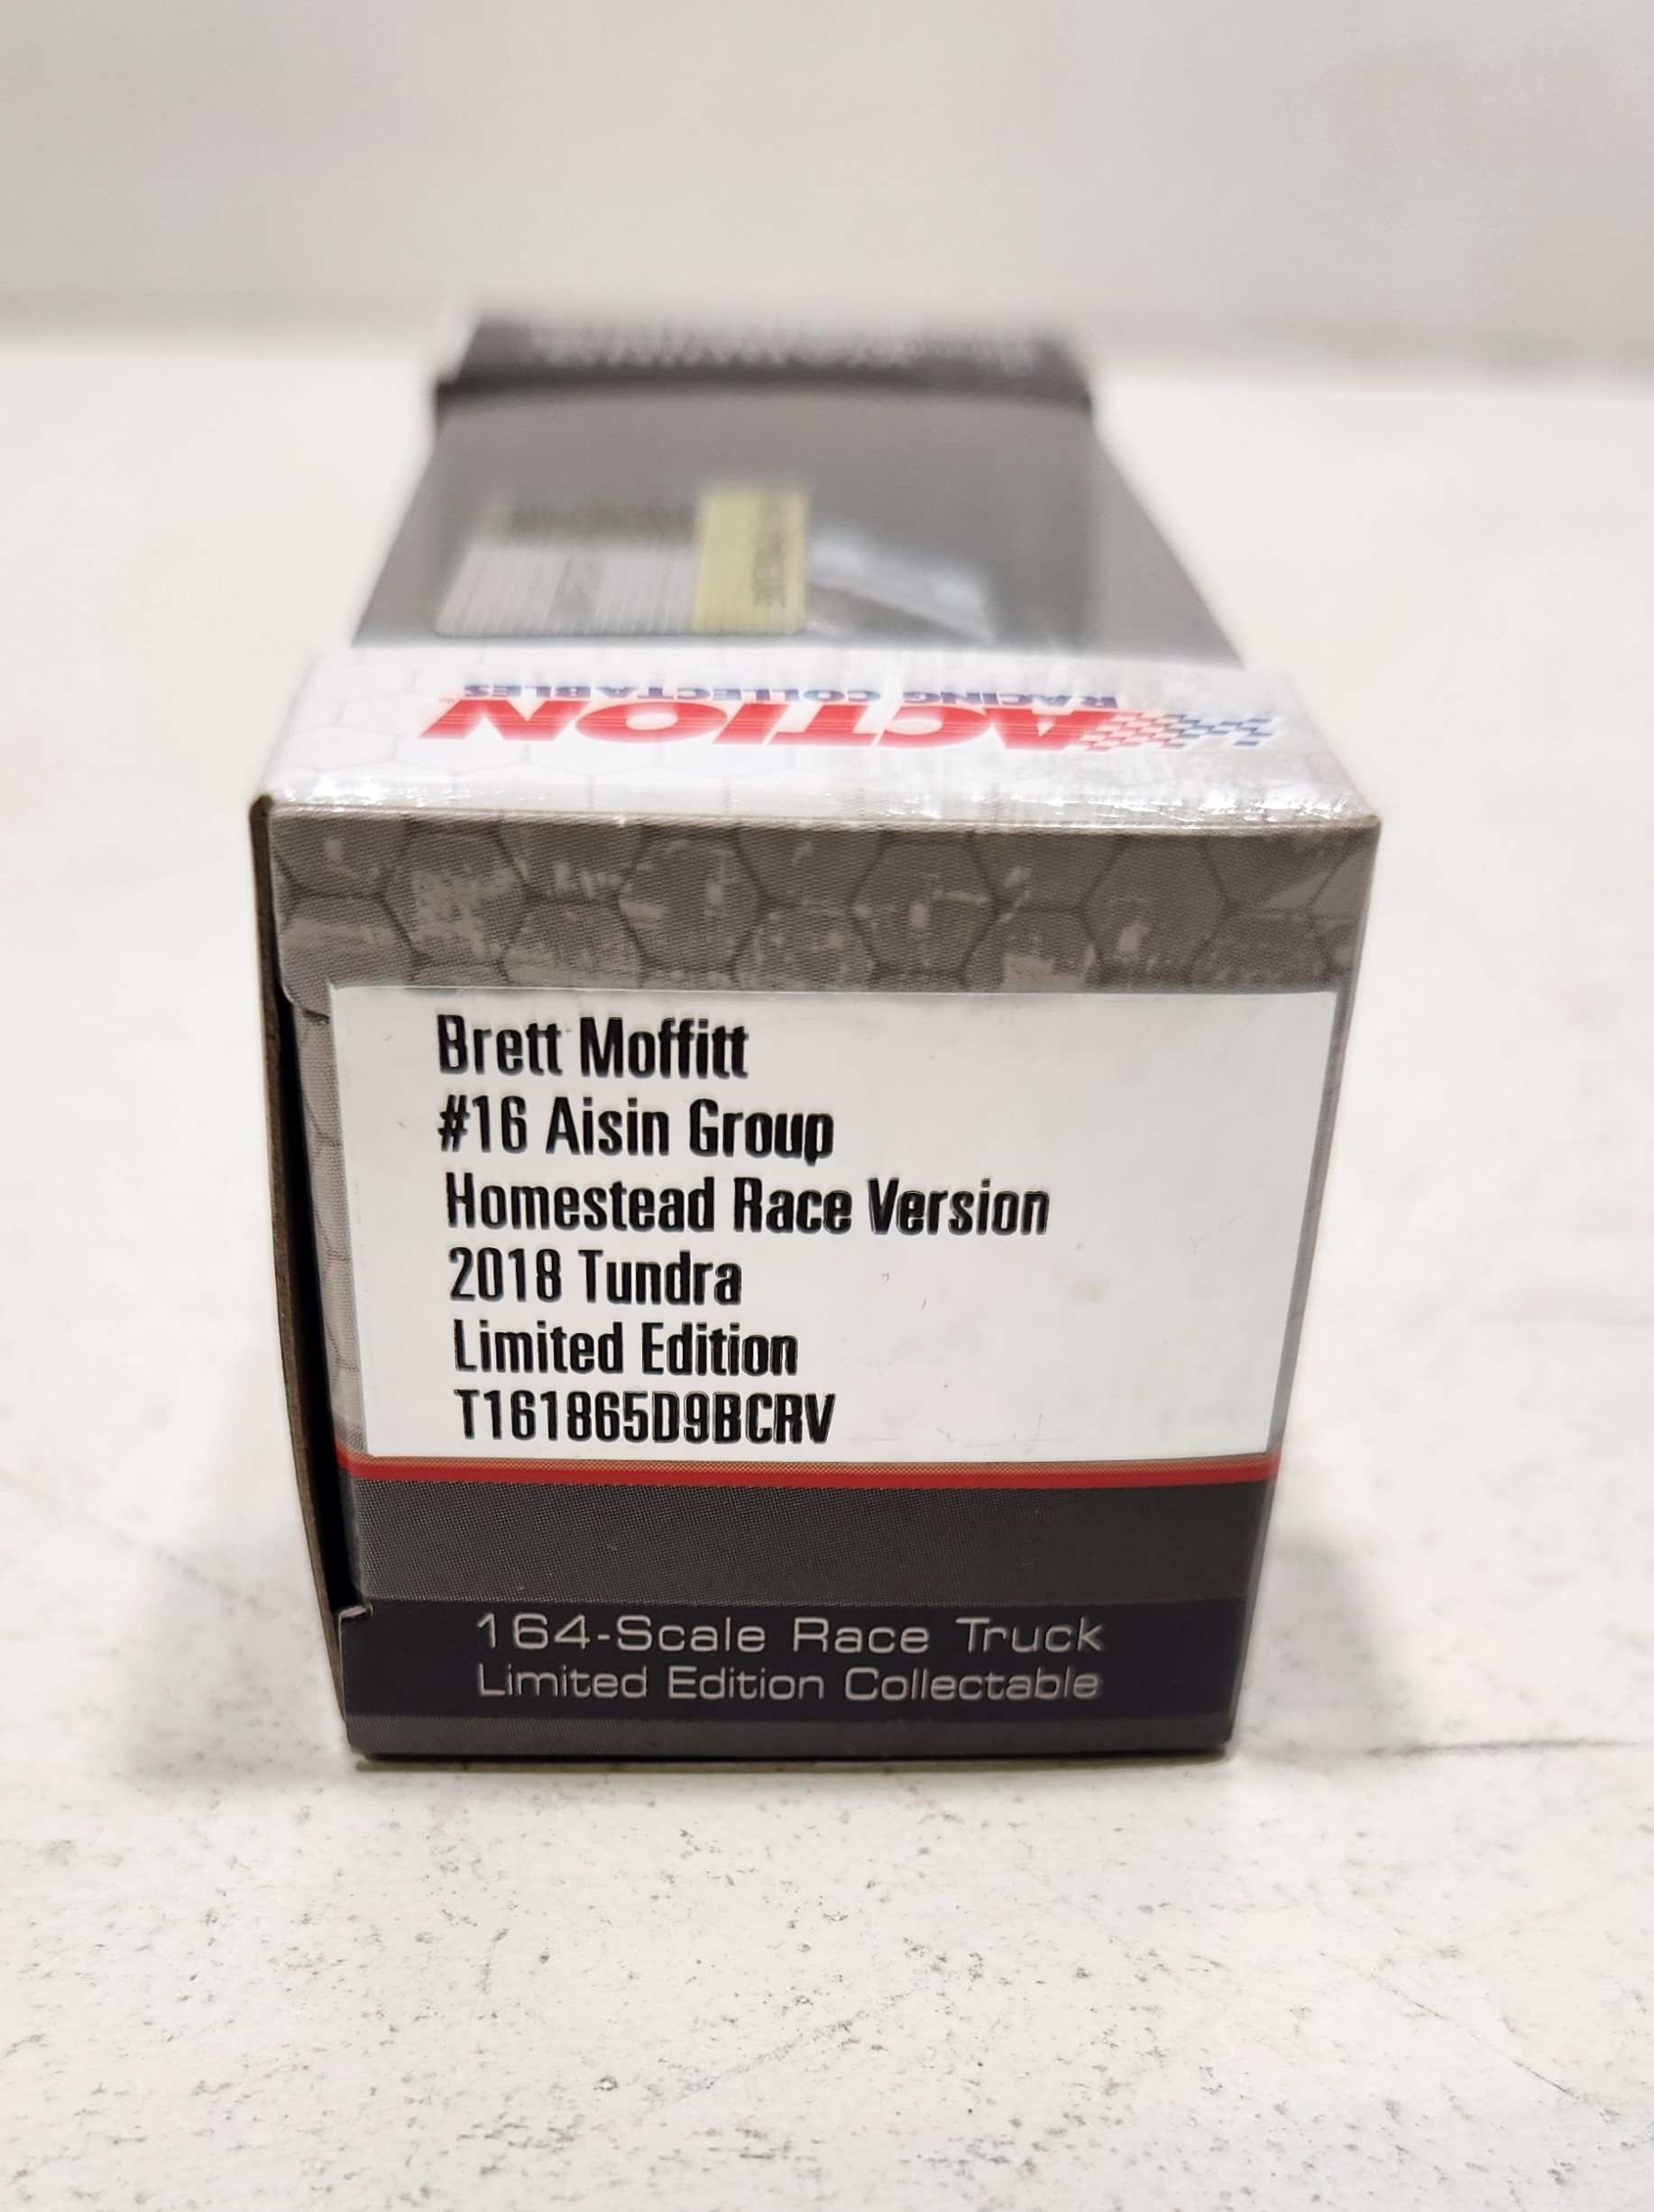 ACTION
RACING COLLECTABLES
Brett Moffitt
#16 Aisin Group
Homestead Race Version
2018 Tundra
Limited Edition
T161865D9BCRV
164-Scale Race Truck
Limited Edition Collectable